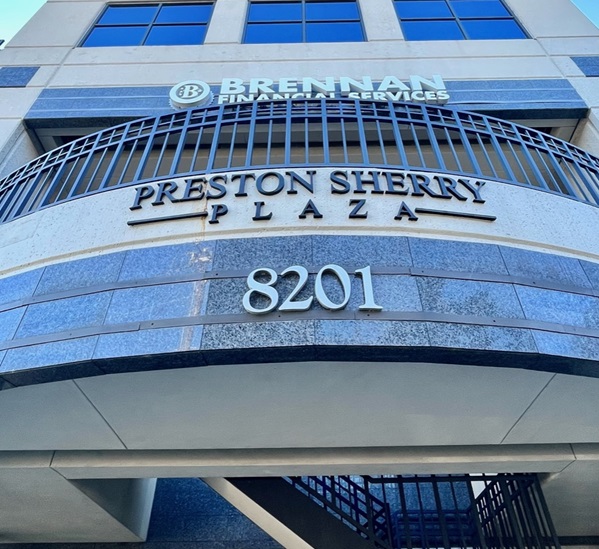 B BRENNAN
FINANCIAL SERVICES
PRESTON SHERRY
PLAZA
8201